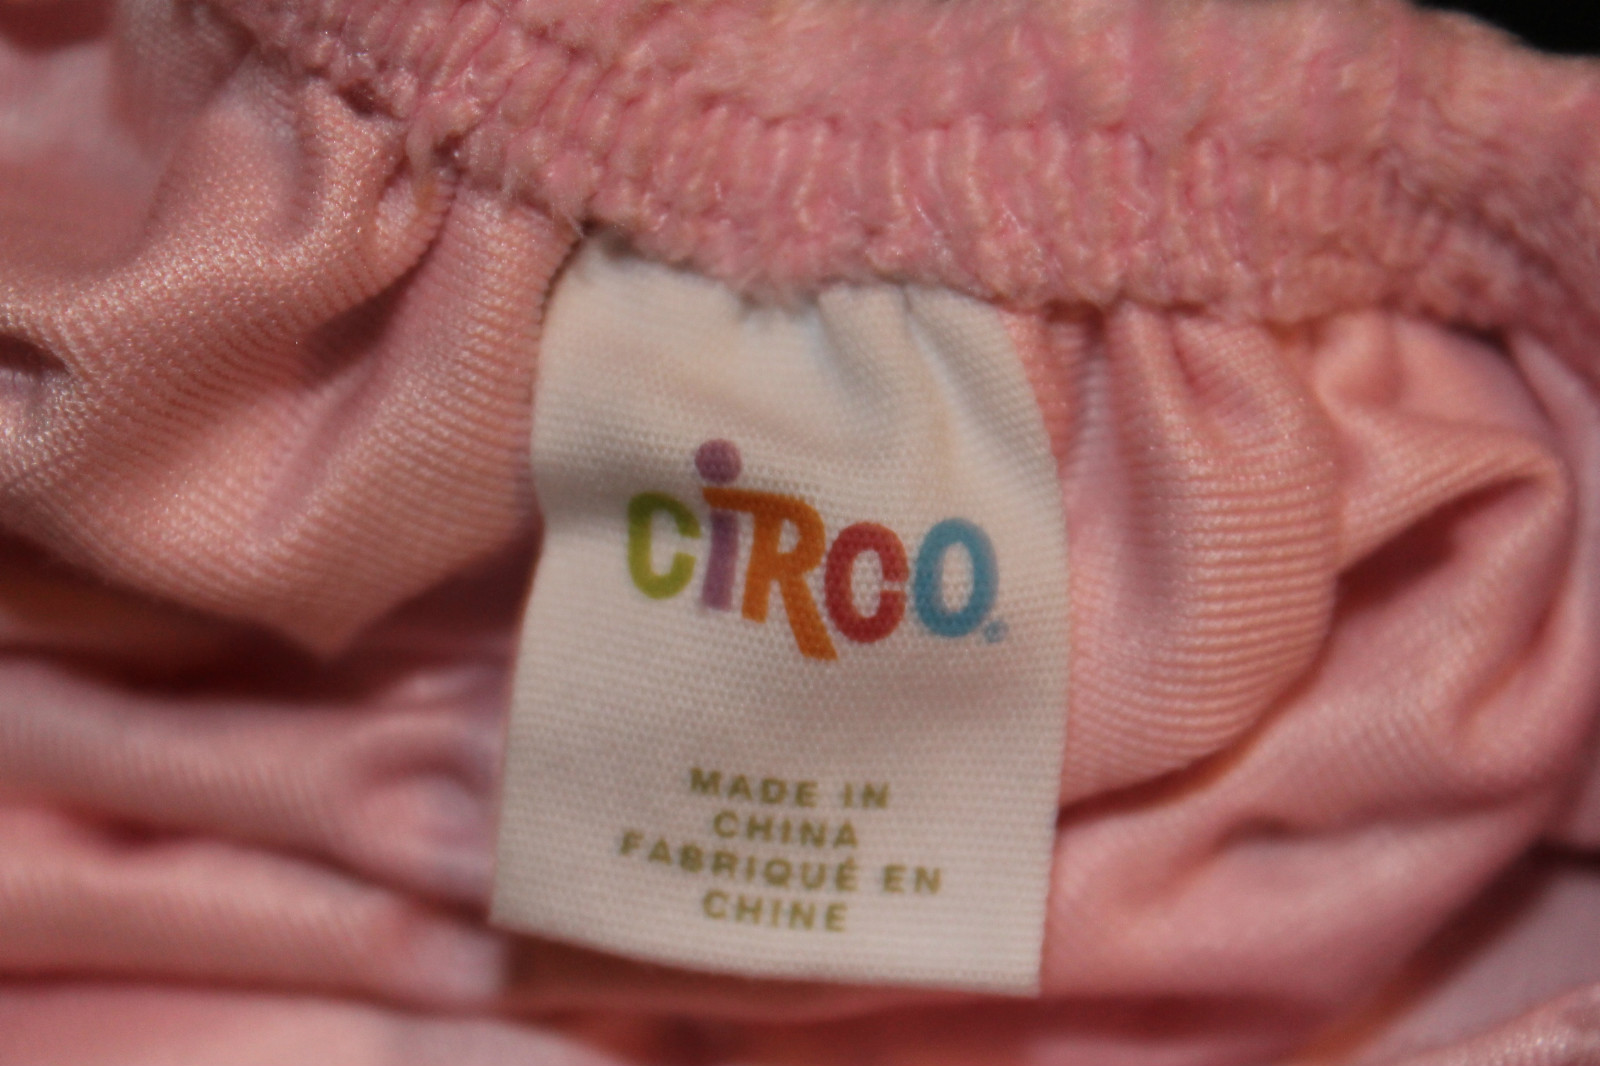 CiRCO®
MADE IN
CHINA
FABRIQUÉ EN
CHINE